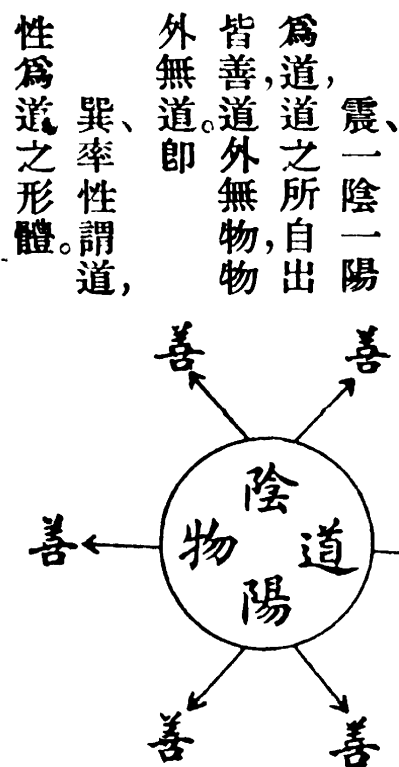 震、一陰一陽
爲道，道之所自出
皆善，道外無物，物
外無道。卽
巽、率性謂道，
性爲道之形體。
善
善
陰
道
物
陽
善
善
善